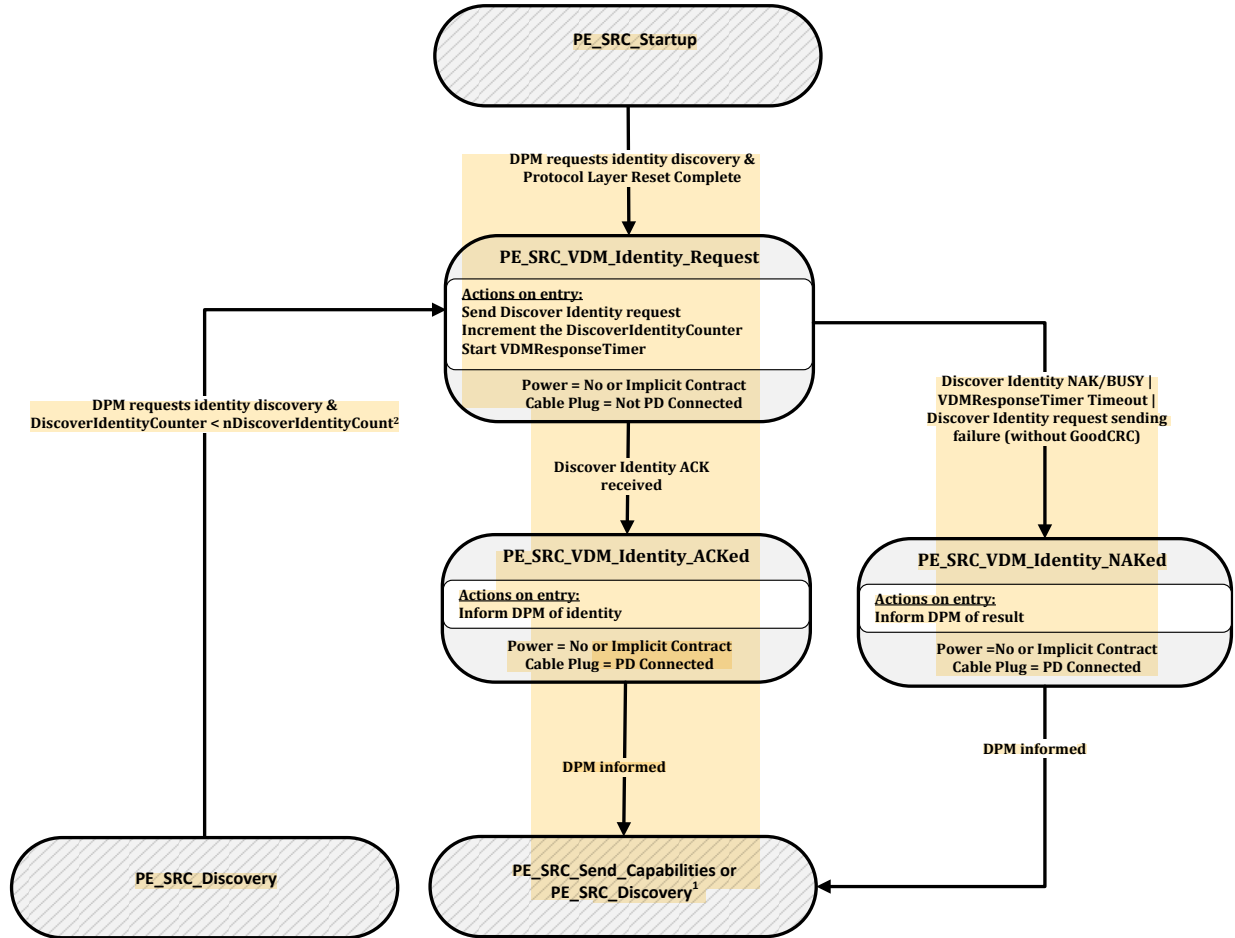 PE_SRC_Startup
DPM requests identity discovery &
Protocol Layer Reset Complete
PE_SRC_VDM_Identity_Request
Actions on entry:
Send Discover Identity request
Increment the DiscoverIdentityCounter
Start VDMResponseTimer
Power = No or Implicit Contract
Cable Plug = Not PD Connected
DPM requests identity discovery &
DiscoverIdentityCounter < nDiscoverIdentityCount²
Discover Identity NAK/BUSY |
VDMResponseTimer Timeout |
Discover Identity request sending
failure (without GoodCRC)
Discover Identity ACK
received
PE_SRC_VDM_Identity_ACKed
Actions on entry:
Inform DPM of identity
Power = No or Implicit Contract
Cable Plug = PD Connected
PE_SRC_VDM_Identity_NAKed
Actions on entry:
Inform DPM of result
Power =No or Implicit Contract
Cable Plug = PD Connected
DPM informed
DPM informed
PE_SRC_Discovery
PE_SRC_Send_Capabilities or
PE_SRC_Discovery¹